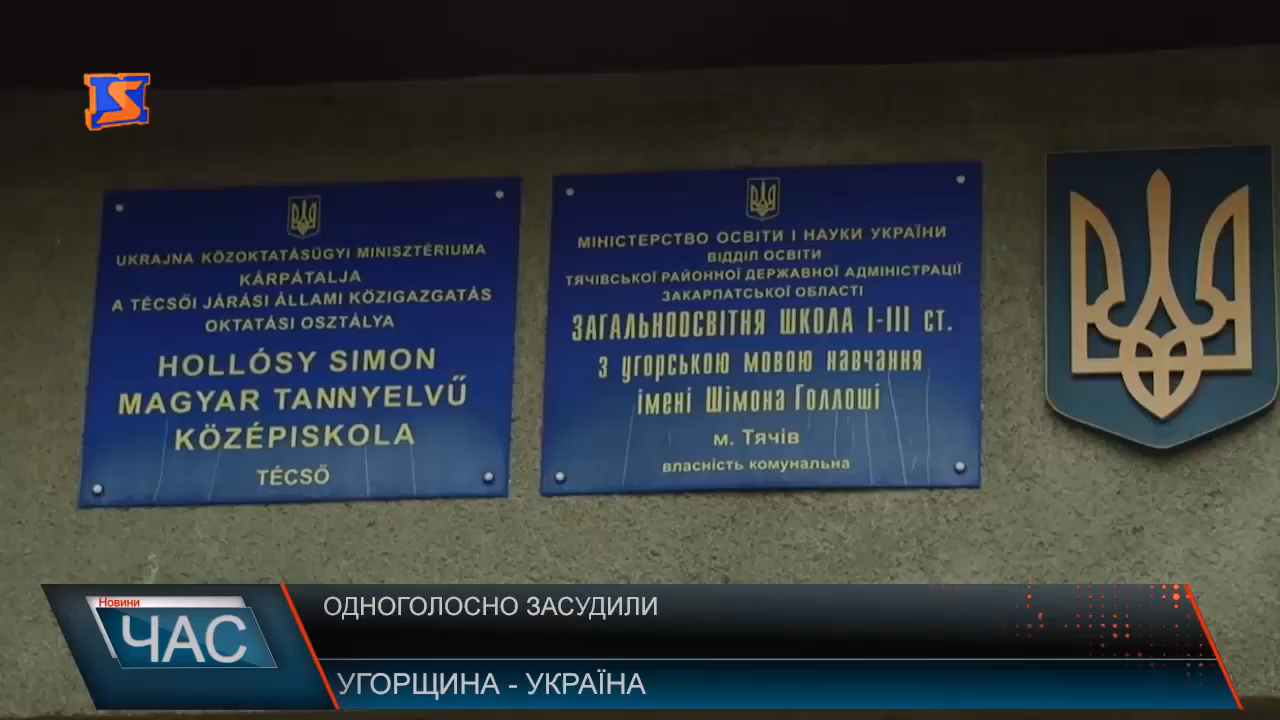 S
UKRAJNA KÖZOKTATÁSÜGYI MINISZTÉRIUMA
KÁRPÁTALJA
A TÉCSŐI JÁRÁSI ÁLLAMI KÖZIGAZGATÁS
OKTATÁSI OSZTÁLYA
HOLLÓSY SIMON
MAGYAR TANNYELVŰ
KÖZÉPISKOLA
TÉCSŐ
МІНІСТЕРСТВО ОСВІТИ І НАУКИ УКРАЇНИ
ВІДДІЛ ОСВІТИ
ТЯЧІВСЬКОЇ РАЙОННОЇ ДЕРЖАВНОЇ АДМІНІСТРАЦІЇ
ЗАКАРПАТСЬКОЇ ОБЛАСТІ
ЗАГАЛЬНООСВІТНЯ ШКОЛА І-ІІІ ст.
з угорською мовою навчання
імені Шімона Голлоші
м. Тячів
власність комунальна
Новини
ЧАС
ОДНОГОЛОСНО ЗАСУДИЛИ
УГОРЩИНА - УКРАЇНА